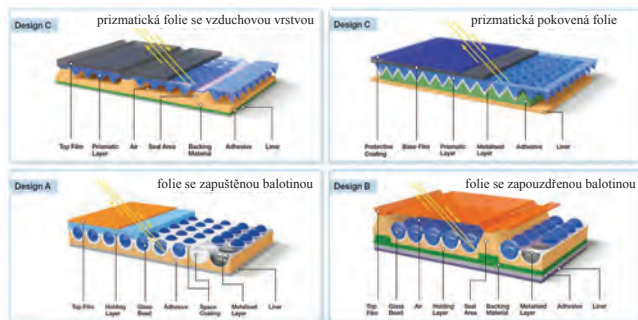 Design C
prizmatická folie se vzduchovou vrstvou
Top Film
Prismatic Layer
Air
Seal Area
Backing Material
Adhesive
Liner
Design C
prizmatická pokovená folie
Protective Coating
Base Film
Prismatic Layer
Metalised Layer
Adhesive
Liner
Design A
folie se zapuštěnou balotinou
Top Film
Holding Layer
Glass Bead
Adhesive
Space Coating
Metalised Layer
Liner
Design B
folie se zapouzdřenou balotinou
Top Film
Glass Bead
Air
Holding Layer
Seal Area
Backing Material
Metalised Layer
Adhesive
Liner